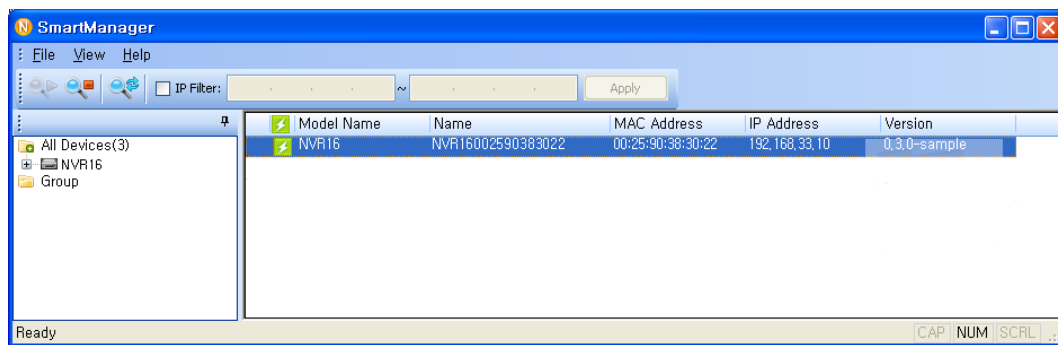 SmartManager
File View Help
IP Filter: . . . ~ . . . Apply
Model Name Name MAC Address IP Address Version
All Devices(3)
NVR16 NVR16002590383022 00:25:90:38:30:22 192.168.33.10 0.3.0-sample
NVR16
Group
Ready CAP NUM SCRL